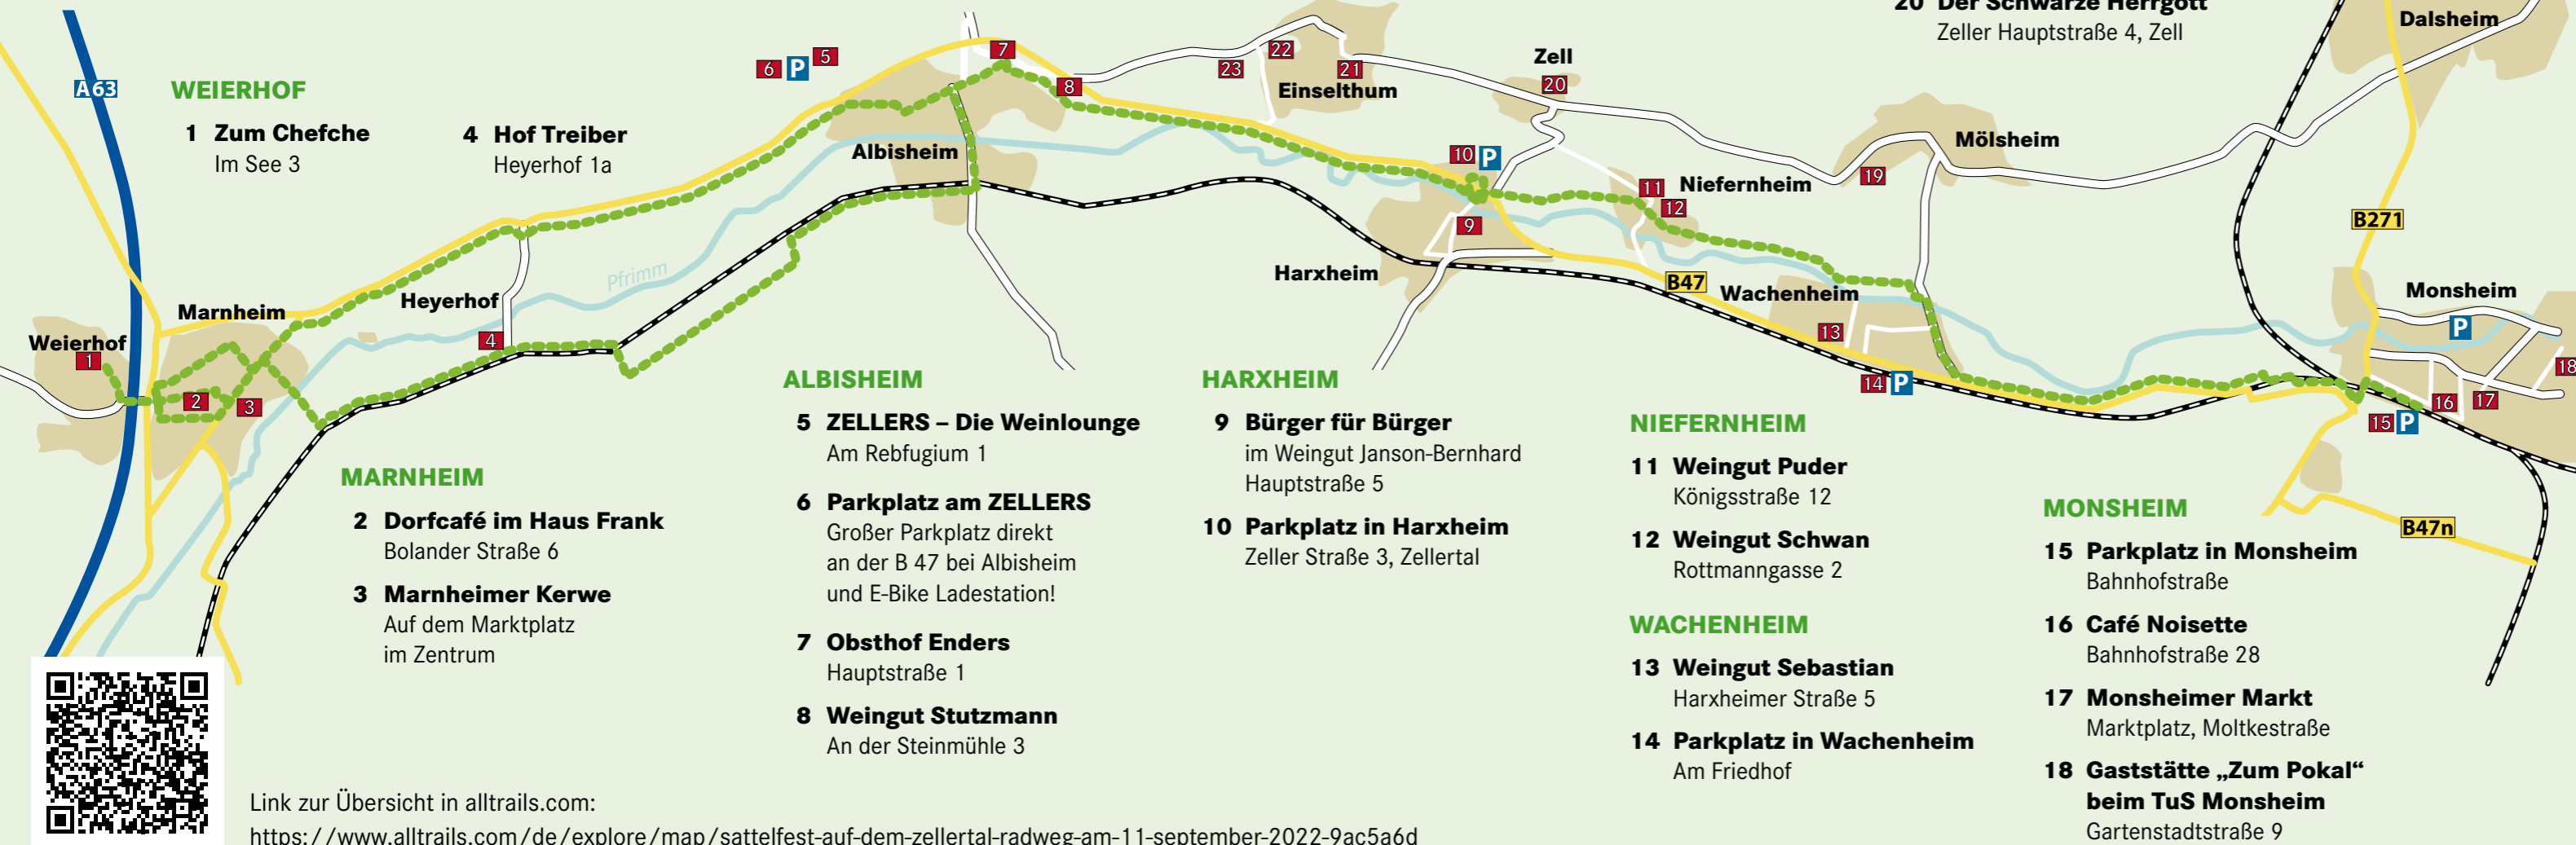 20 Der Schwarze Herrgott
Zeller Hauptstraße 4, Zell
Dalsheim
A63
WEIERHOF
1 Zum Chefche
Im See 3
4 Hof Treiber
Heyerhof 1a
6 P 5
7
8
22
23
21
Einselthum
Zell
20
Albisheim
10 P
Mölsheim
19
11 Niefernheim
12
9
B271
Pfrimm
Harxheim
B47
Wachenheim
Monsheim
P
Heyerhof
Marnheim
Weierhof
1
4
13
14 P
2
3
18
16
17
15 P
B47n
MARNHEIM
2 Dorfcafé im Haus Frank
Bolander Straße 6
3 Marnheimer Kerwe
Auf dem Marktplatz
im Zentrum
ALBISHEIM
5 ZELLERS – Die Weinlounge
Am Rebfugium 1
6 Parkplatz am ZELLERS
Großer Parkplatz direkt
an der B 47 bei Albisheim
und E-Bike Ladestation!
7 Obsthof Enders
Hauptstraße 1
8 Weingut Stutzmann
An der Steinmühle 3
HARXHEIM
9 Bürger für Bürger
im Weingut Janson-Bernhard
Hauptstraße 5
10 Parkplatz in Harxheim
Zeller Straße 3, Zellertal
NIEFERNHEIM
11 Weingut Puder
Königsstraße 12
12 Weingut Schwan
Rottmanngasse 2
WACHENHEIM
13 Weingut Sebastian
Harxheimer Straße 5
14 Parkplatz in Wachenheim
Am Friedhof
MONSHEIM
15 Parkplatz in Monsheim
Bahnhofstraße
16 Café Noisette
Bahnhofstraße 28
17 Monsheimer Markt
Marktplatz, Moltkestraße
18 Gaststätte „Zum Pokal“
beim TuS Monsheim
Gartenstadtstraße 9
Link zur Übersicht in alltrails.com:
https://www.alltrails.com/de/explore/map/sattelfest-auf-dem-zellertal-radweg-am-11-september-2022-9ac5a6d